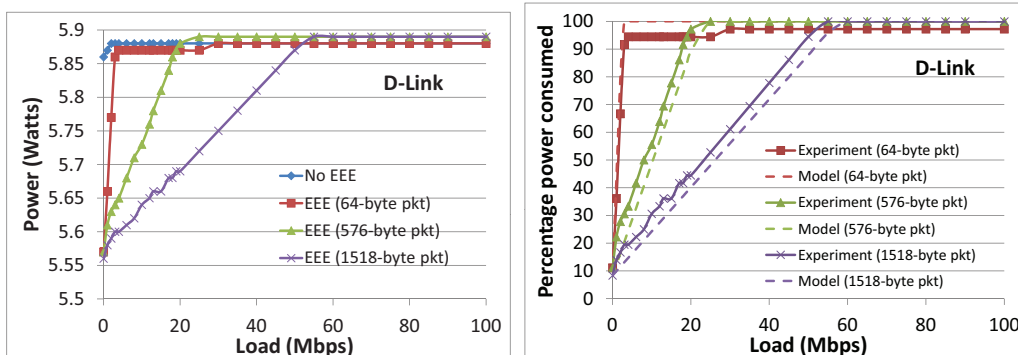 5.9
5.85
5.8
5.75
5.7
5.65
5.6
5.55
5.5
Power (Watts)
D-Link
No EEE
EEE (64-byte pkt)
EEE (576-byte pkt)
EEE (1518-byte pkt)
0 20 40 60 80 100
Load (Mbps)
100
90
80
70
60
50
40
30
20
10
0
Percentage power consumed
D-Link
Experiment (64-byte pkt)
Model (64-byte pkt)
Experiment (576-byte pkt)
Model (576-byte pkt)
Experiment (1518-byte pkt)
Model (1518-byte pkt)
0 20 40 60 80 100
Load (Mbps)